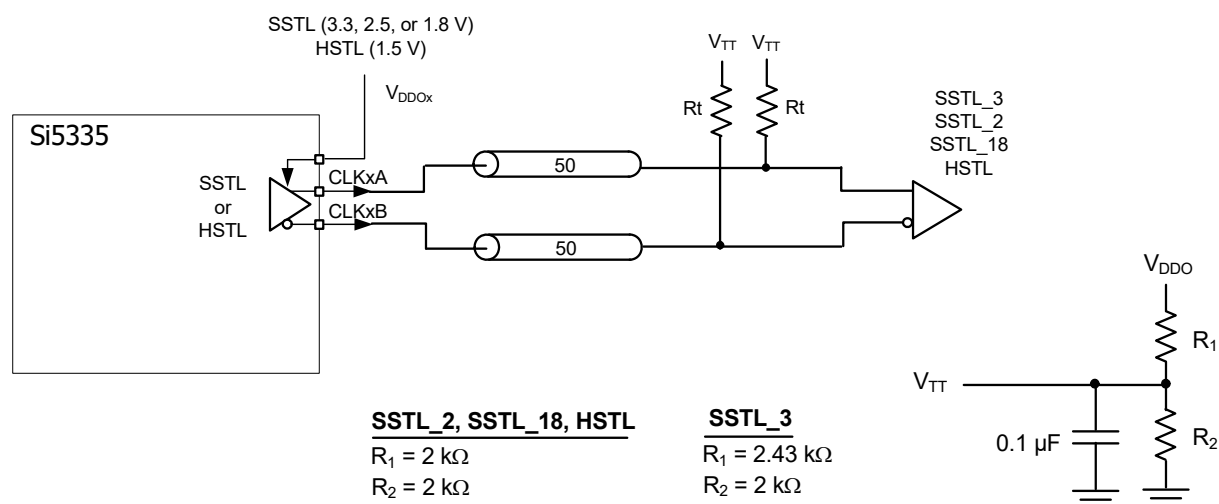 SSTL (3.3, 2.5, or 1.8 V)
HSTL (1.5 V)
V_DDOx
Si5335
SSTL
or
HSTL
CLKxA
CLKxB
50
50
V_TT
V_TT
Rt
Rt
SSTL_3
SSTL_2
SSTL_18
HSTL
V_DDO
R₁
V_TT
0.1 µF
R₂
SSTL_2, SSTL_18, HSTL
R₁ = 2 kΩ
R₂ = 2 kΩ
SSTL_3
R₁ = 2.43 kΩ
R₂ = 2 kΩ